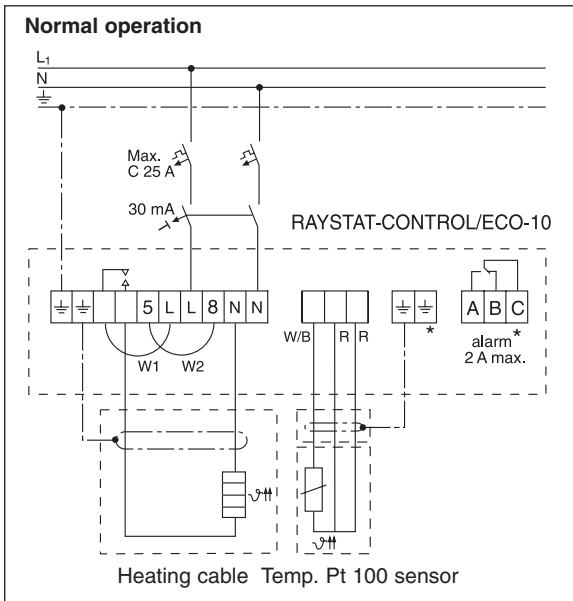 Normal operation
L1
N
Max.
C 25 A
30 mA
RAYSTAT-CONTROL/ECO-10
5 L L 8 N N
A B C
W/B R R
*
alarm *
2 A max.
W1 W2
ϑ
ϑ
Heating cable Temp. Pt 100 sensor